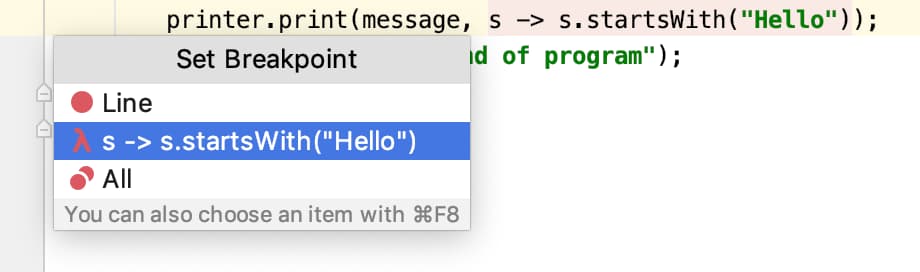 printer.print(message, s -> s.startsWith("Hello"));
d of program");
Set Breakpoint
Line
λ s -> s.startsWith("Hello")
All
You can also choose an item with ⌘F8